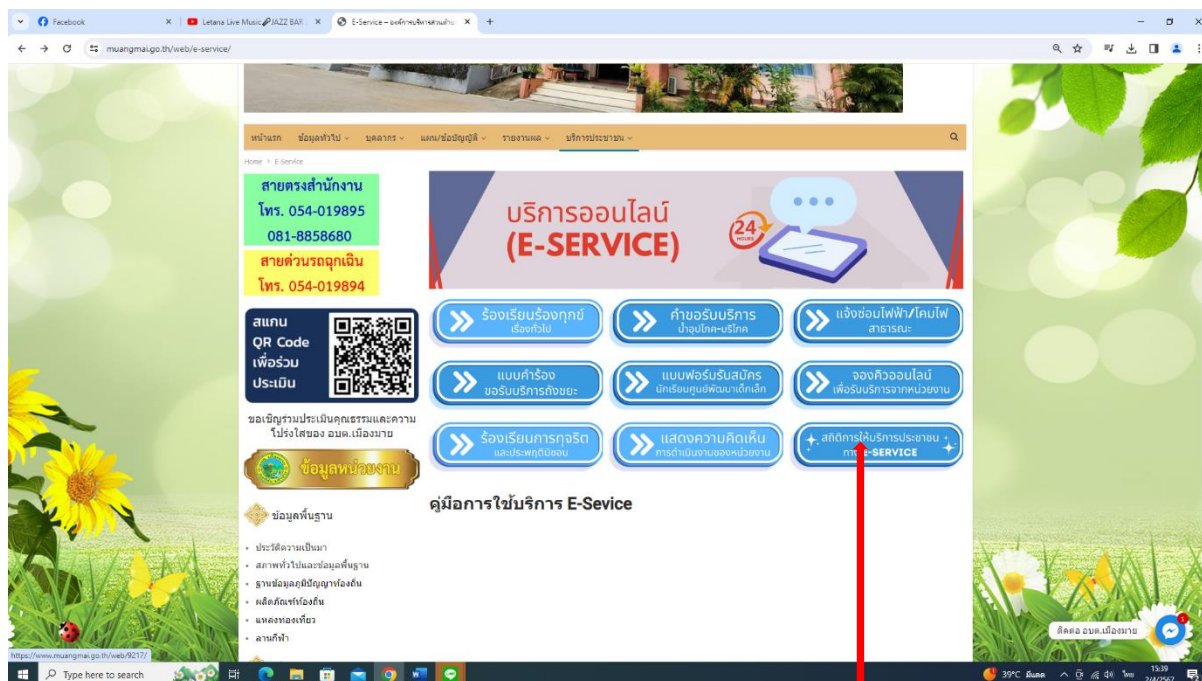 Facebook
Letana Live Music🎤JAZZ BAR
E-Service – องค์การบริหารส่วนตำบ
muangmai.go.th/web/e-service/
หน้าแรก ข้อมูลทั่วไป บุคลากร แผน/ข้อบัญญัติ รายงานผล บริการประชาชน
Home > E-Service
สายตรงสำนักงาน
โทร. 054-019895
081-8858680
สายด่วนรถฉุกเฉิน
โทร. 054-019894
บริการออนไลน์
(E-SERVICE)
24
HOURS
สแกน
QR Code
เพื่อร่วม
ประเมิน
ร้องเรียนร้องทุกข์
เรื่องทั่วไป
คำขอรับบริการ
น้ำอุปโภค-บริโภค
แจ้งซ่อมไฟฟ้า/โคมไฟ
สาธารณะ
แบบคำร้อง
ขอรับบริการถังขยะ
แบบฟอร์มรับสมัคร
นักเรียนศูนย์พัฒนาเด็กเล็ก
จองคิวออนไลน์
เพื่อรับบริการจากหน่วยงาน
ร้องเรียนการทุจริต
และประพฤติมิชอบ
แสดงความคิดเห็น
การดำเนินงานของหน่วยงาน
สถิติการให้บริการประชาชน
ทาง E-SERVICE
ขอเชิญร่วมประเมินคุณธรรมและความ
โปร่งใสของ อบต.เมืองมาย
ข้อมูลหน่วยงาน
คู่มือการใช้บริการ E-Sevice
ข้อมูลพื้นฐาน
ประวัติความเป็นมา
สภาพทั่วไปและข้อมูลพื้นฐาน
ฐานข้อมูลภูมิปัญญาท้องถิ่น
ผลิตภัณฑ์ท้องถิ่น
แหล่งท่องเที่ยว
ลานกีฬา
ติดต่อ อบต.เมืองมาย
1
https://www.muangmai.go.th/web/9217/
Type here to search
39°C มีแดด
ไทย
15:39
2/4/2567